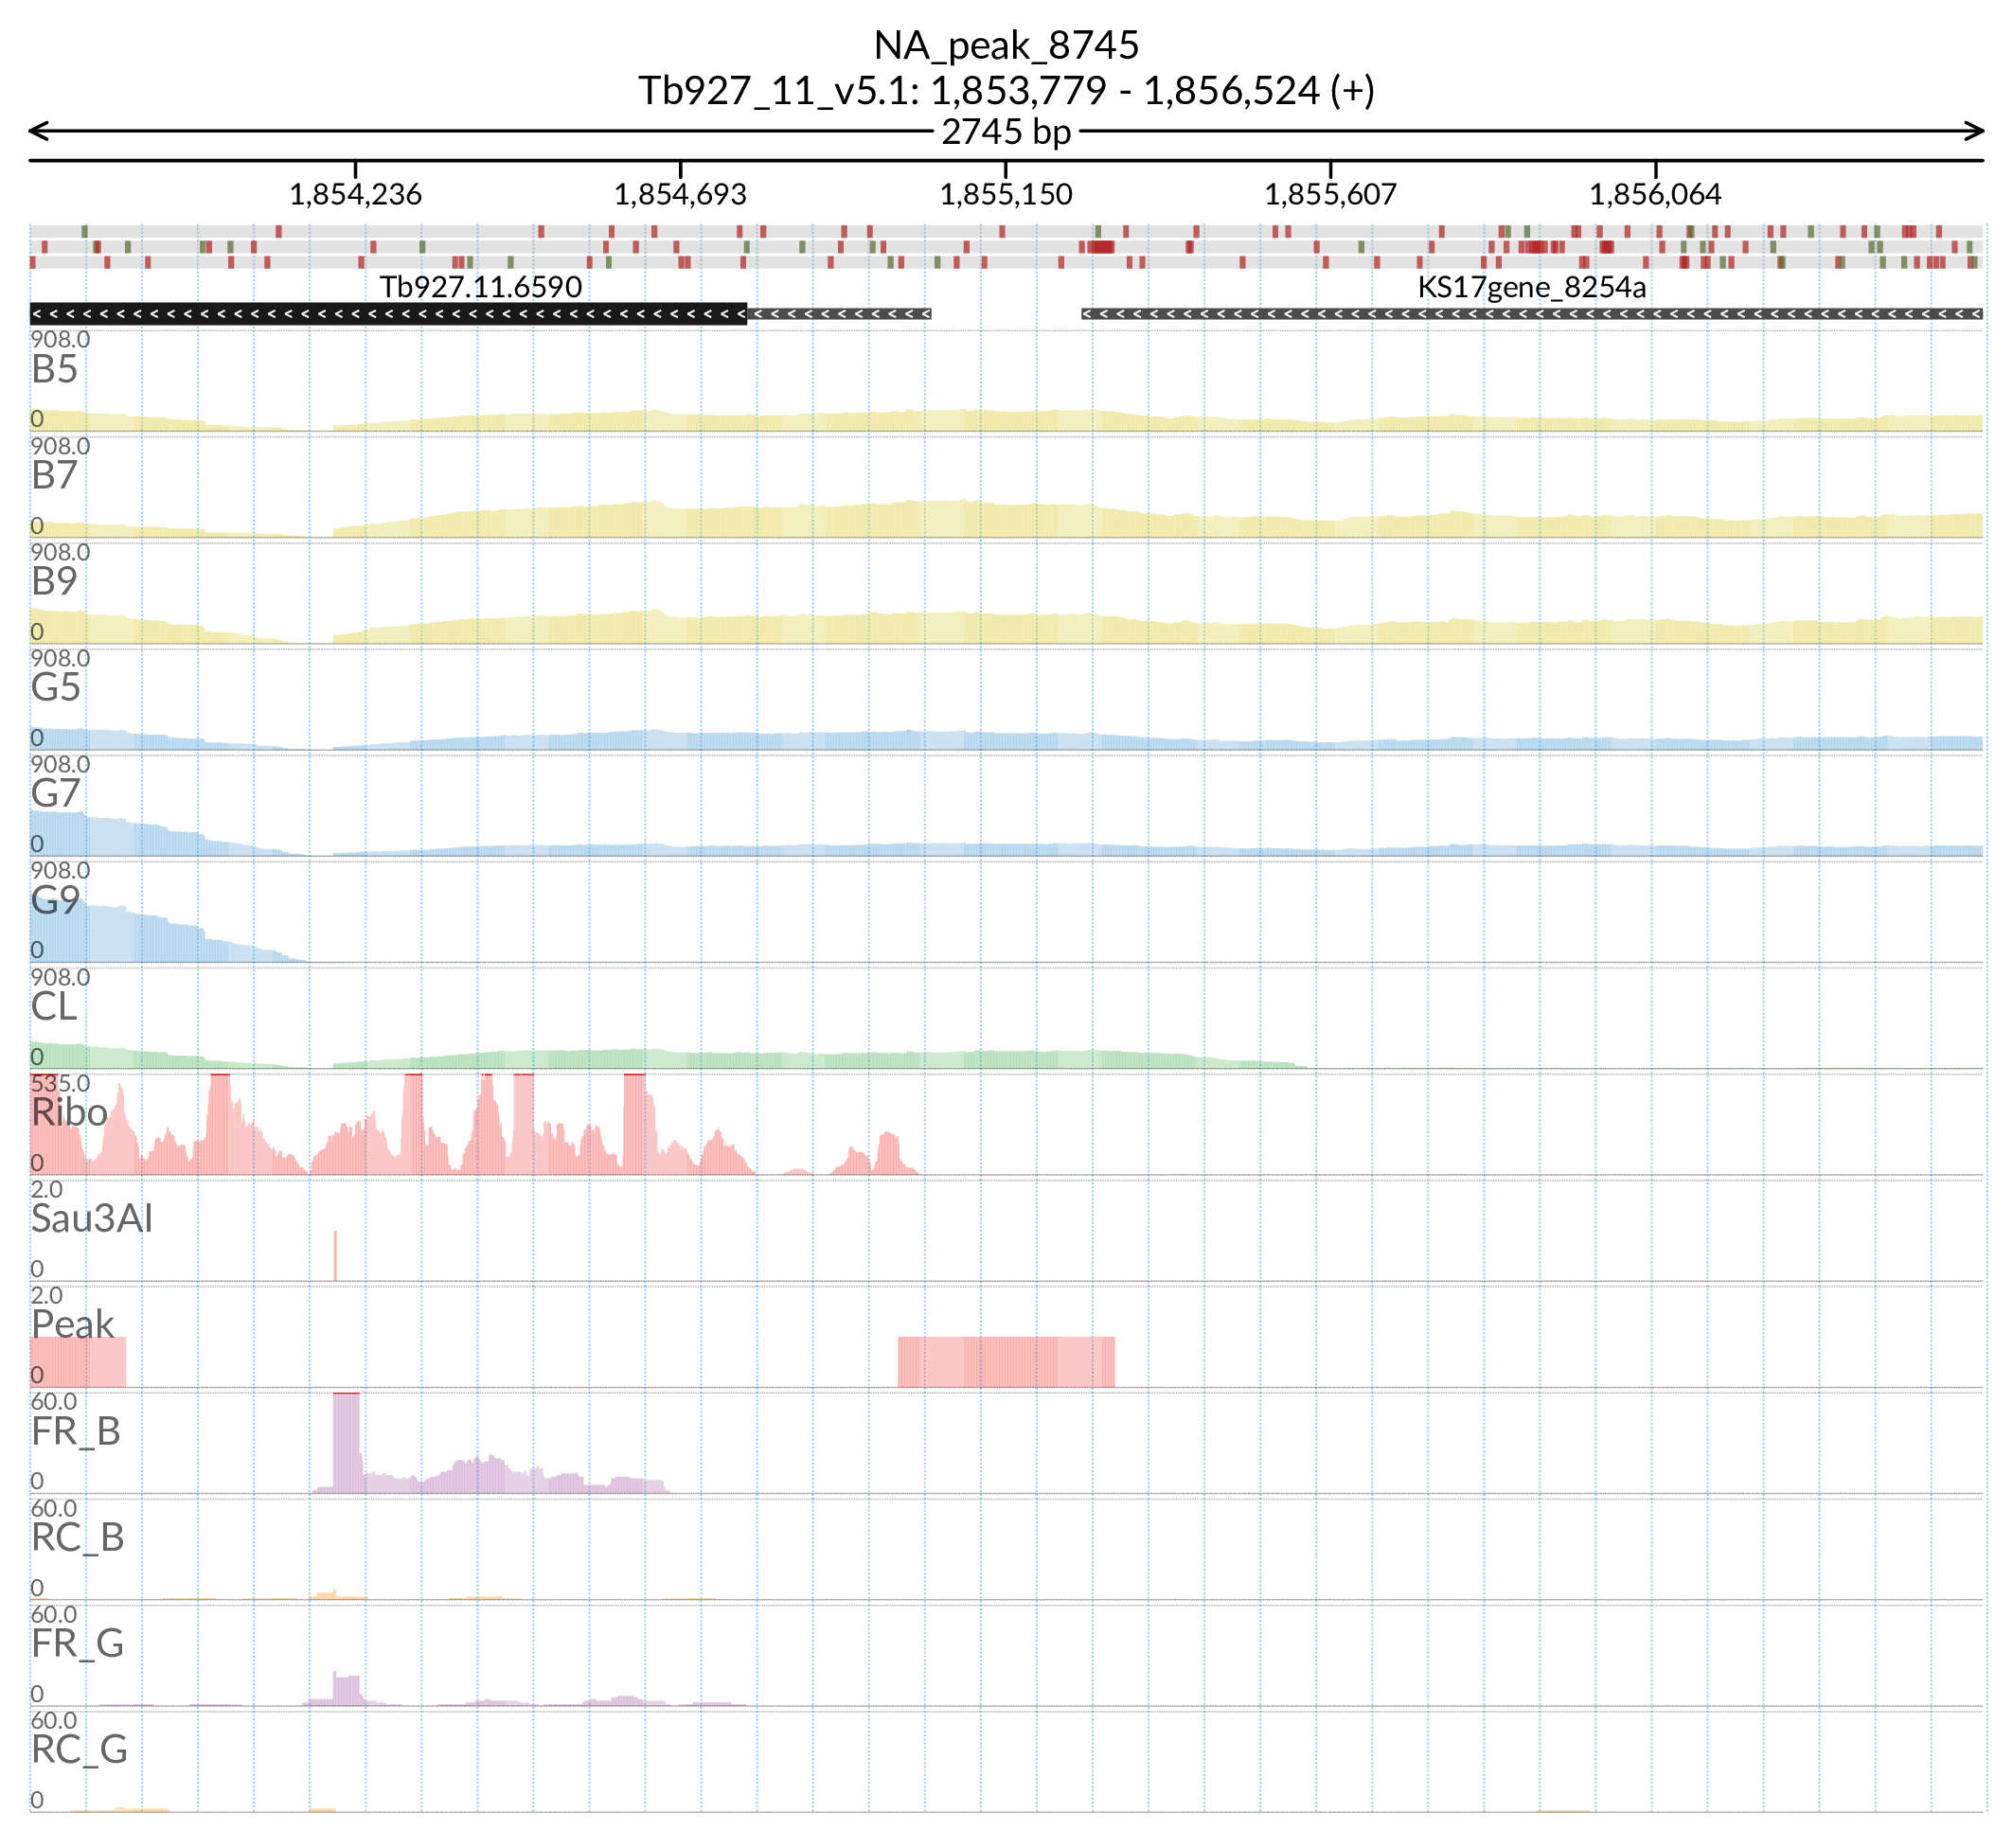 NA_peak_8745
Tb927_11_v5.1: 1,853,779 - 1,856,524 (+)
2745 bp
1,854,236 1,854,693 1,855,150 1,855,607 1,856,064
Tb927.11.6590 KS17gene_8254a
908.0
B5
0
908.0
B7
0
908.0
B9
0
908.0
G5
0
908.0
G7
0
908.0
G9
0
908.0
CL
0
535.0
Ribo
0
2.0
Sau3AI
0
2.0
Peak
0
60.0
FR_B
0
60.0
RC_B
0
60.0
FR_G
0
60.0
RC_G
0